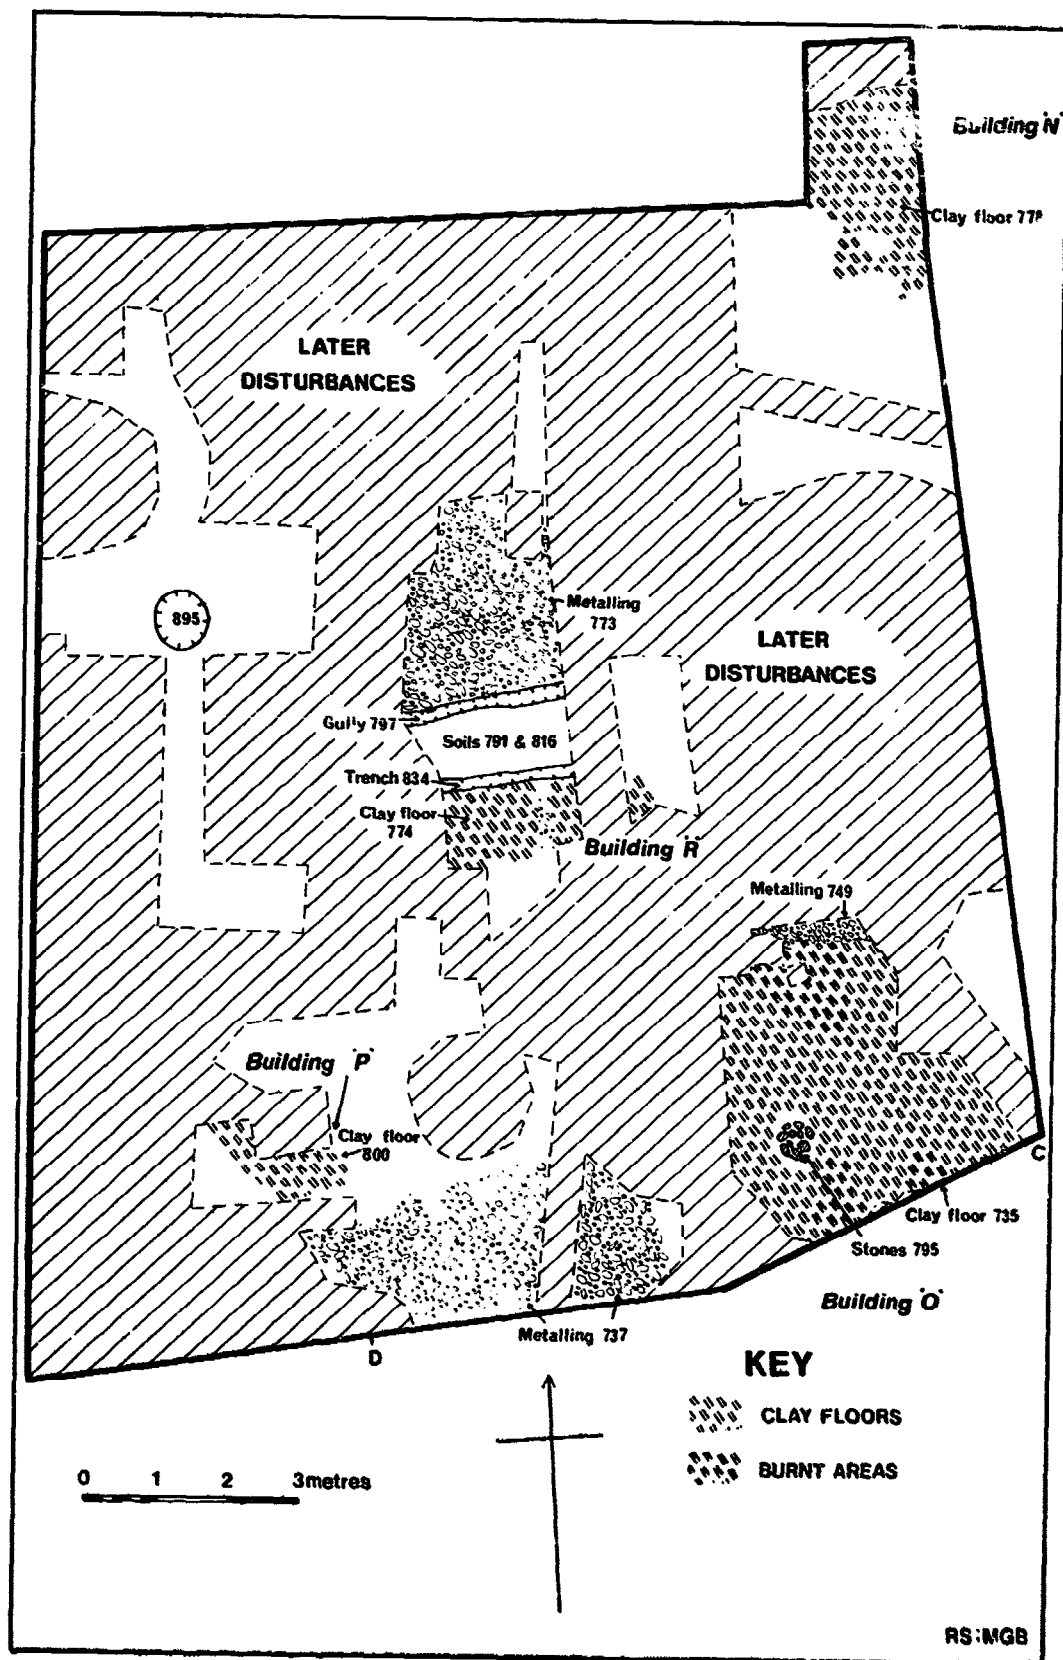 Building 'N'
Clay floor 778
LATER
DISTURBANCES
895
Metalling
773
LATER
DISTURBANCES
Gully 797
Soils 791 & 816
Trench 834
Clay floor
774
Building 'R'
Metalling 749
Building 'P'
Clay floor
800
C
Clay floor 735
Stones 795
Building 'O'
Metalling 737
D
KEY
CLAY FLOORS
BURNT AREAS
0 1 2 3metres
RS:MGB